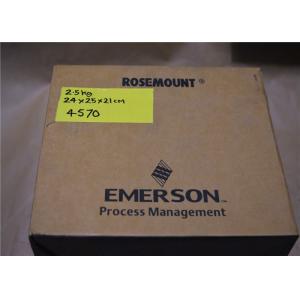 ROSEMOUNT®
2.5kg
24x25x21cm
4570
EMERSON
Process Management